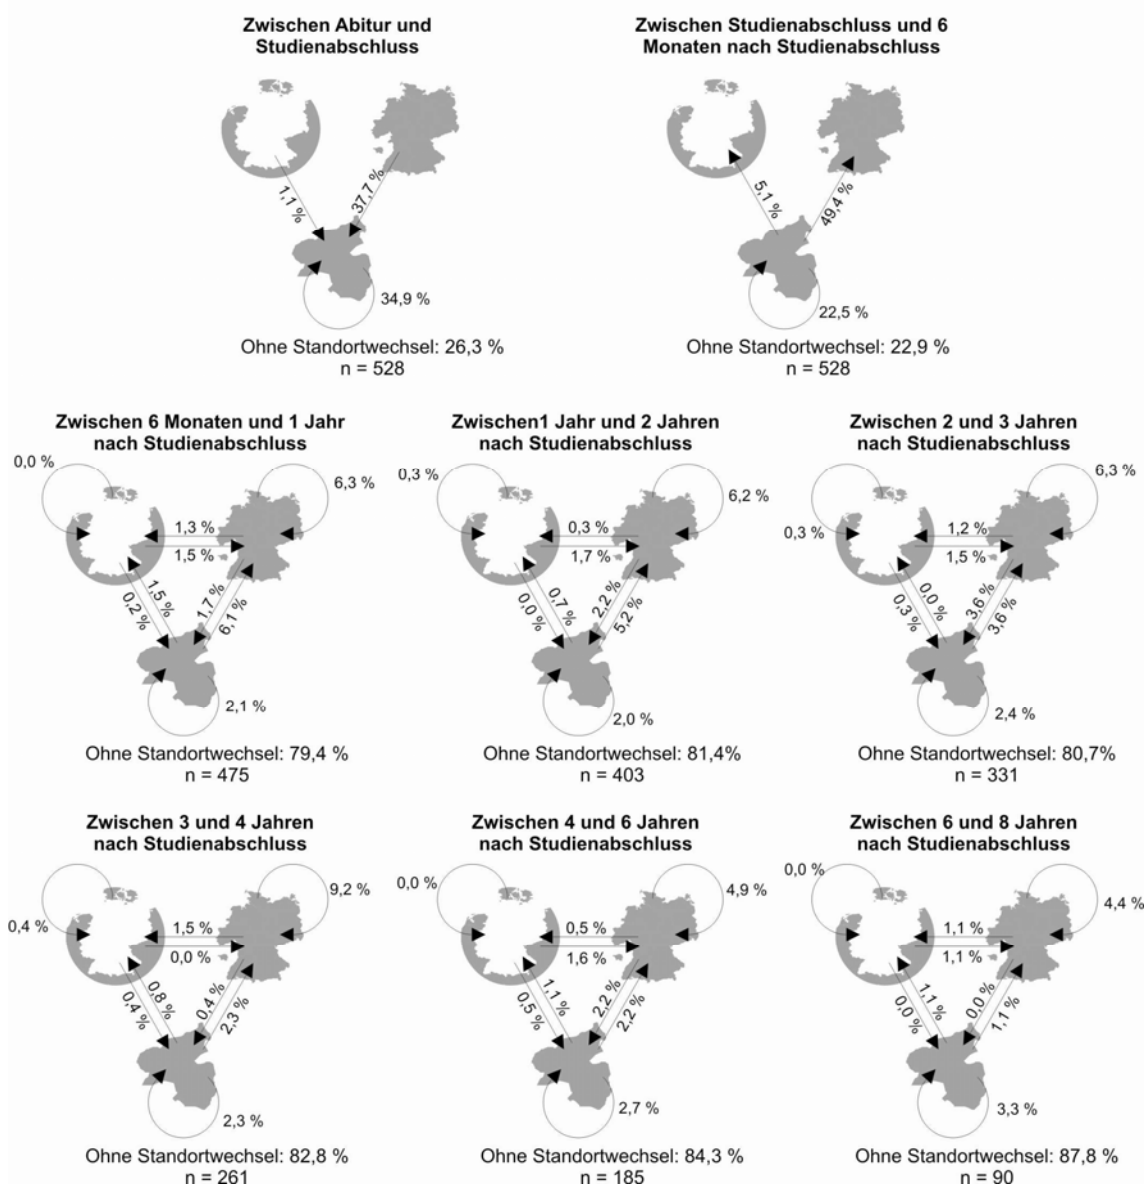 Zwischen Abitur und
Studienabschluss
1,1 %
37,7 %
34,9 %
Ohne Standortwechsel: 26,3 %
n = 528
Zwischen Studienabschluss und 6
Monaten nach Studienabschluss
5,1 %
49,4 %
22,5 %
Ohne Standortwechsel: 22,9 %
n = 528
Zwischen 6 Monaten und 1 Jahr
nach Studienabschluss
0,0 %
6,3 %
1,3 %
1,5 %
1,5 %
0,2 %
1,7 %
6,1 %
2,1 %
Ohne Standortwechsel: 79,4 %
n = 475
Zwischen1 Jahr und 2 Jahren
nach Studienabschluss
0,3 %
6,2 %
0,3 %
1,7 %
0,7 %
0,0 %
2,2 %
5,2 %
2,0 %
Ohne Standortwechsel: 81,4%
n = 403
Zwischen 2 und 3 Jahren
nach Studienabschluss
6,3 %
0,3 %
1,2 %
1,5 %
0,0 %
0,3 %
3,6 %
3,6 %
2,4 %
Ohne Standortwechsel: 80,7%
n = 331
Zwischen 3 und 4 Jahren
nach Studienabschluss
9,2 %
0,4 %
1,5 %
0,0 %
0,8 %
0,4 %
0,4 %
2,3 %
2,3 %
Ohne Standortwechsel: 82,8 %
n = 261
Zwischen 4 und 6 Jahren
nach Studienabschluss
0,0 %
4,9 %
0,5 %
1,6 %
1,1 %
0,5 %
2,2 %
2,2 %
2,7 %
Ohne Standortwechsel: 84,3 %
n = 185
Zwischen 6 und 8 Jahren
nach Studienabschluss
0,0 %
4,4 %
1,1 %
1,1 %
1,1 %
0,0 %
0,0 %
1,1 %
3,3 %
Ohne Standortwechsel: 87,8 %
n = 90